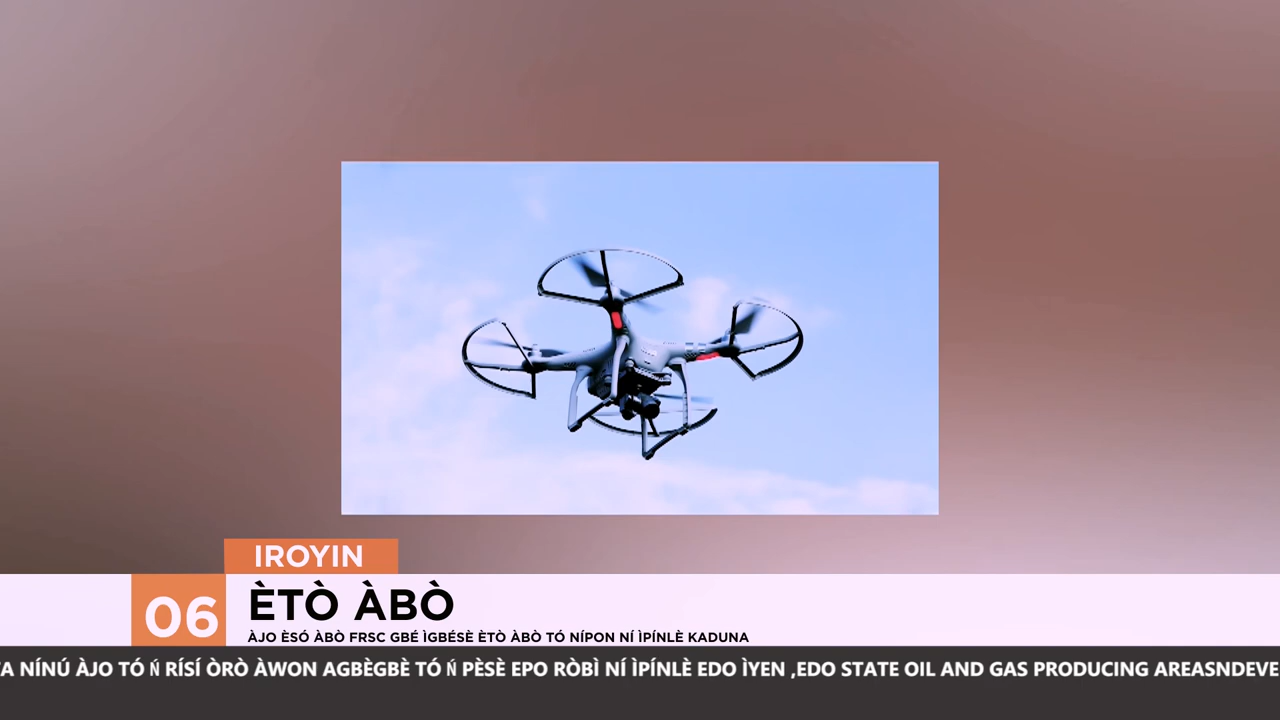 IROYIN
06
ÈTÒ ÀBÒ
ÀJO ÈSÓ ÀBÒ FRSC GBÉ ÌGBÉSÈ ÈTÒ ÀBÒ TÓ NÍPON NÍ ÌPÍNLÈ KADUNA
NÍNÚ ÀJO TÓ Ń RÍSÍ ÒRÒ ÀWON AGBÈGBÈ TÓ Ń PÈSÈ EPO RÒBÌ NÍ ÌPÍNLÈ EDO ÌYEN ,EDO STATE OIL AND GAS PRODUCING AREASNDEVE